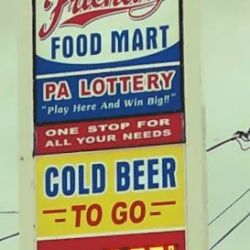 Friendly
FOOD MART
PA LOTTERY
"Play Here And Win Big!!"
ONE STOP FOR
ALL YOUR NEEDS
COLD BEER
=TO GO=